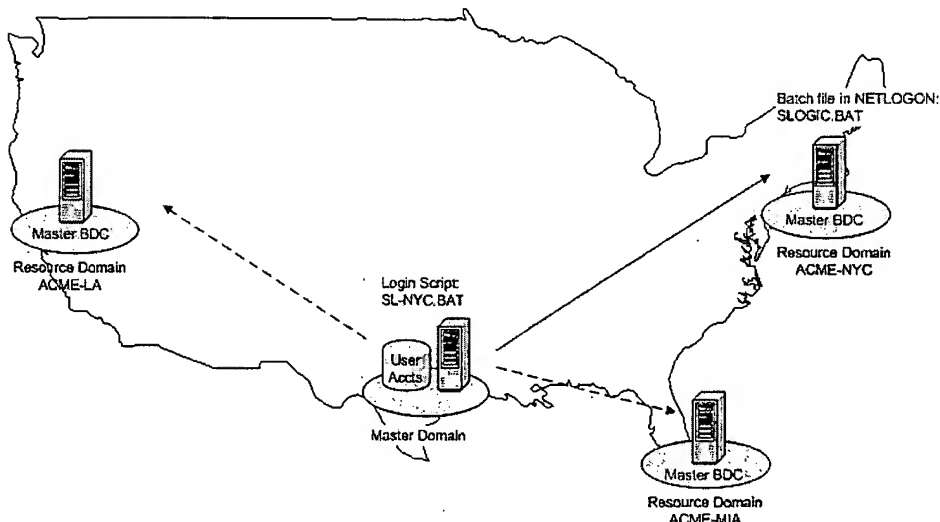 Batch file in NETLOGON:
SLOGIC.BAT
Master BDC
Resource Domain
ACME-LA
Master BDC
Resource Domain
ACME-NYC
Login Script:
SL-NYC.BAT
User
Accts
Master Domain
Master BDC
Resource Domain
ACME-MIA